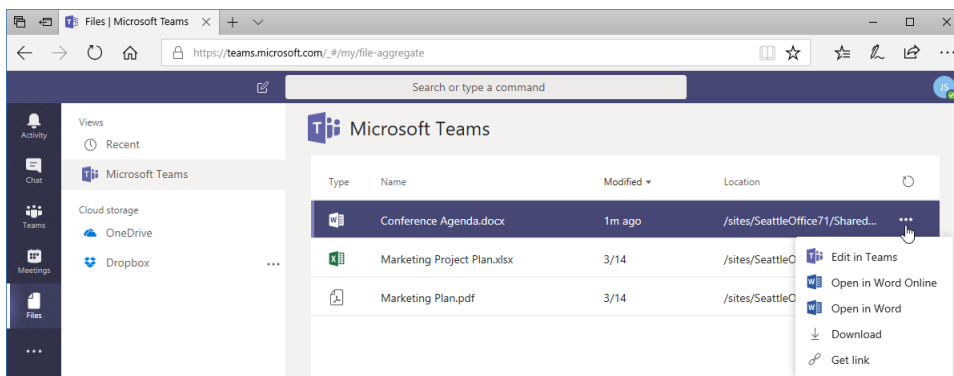 Files | Microsoft Teams
https://teams.microsoft.com/_#/my/file-aggregate
Search or type a command
JS
Activity
Chat
Teams
Meetings
Files
Views
Recent
Microsoft Teams
Cloud storage
OneDrive
Dropbox
Microsoft Teams
Type Name Modified Location
Conference Agenda.docx 1m ago /sites/SeattleOffice71/Shared...
Marketing Project Plan.xlsx 3/14 /sites/SeattleO
Marketing Plan.pdf 3/14 /sites/SeattleO
Edit in Teams
Open in Word Online
Open in Word
Download
Get link